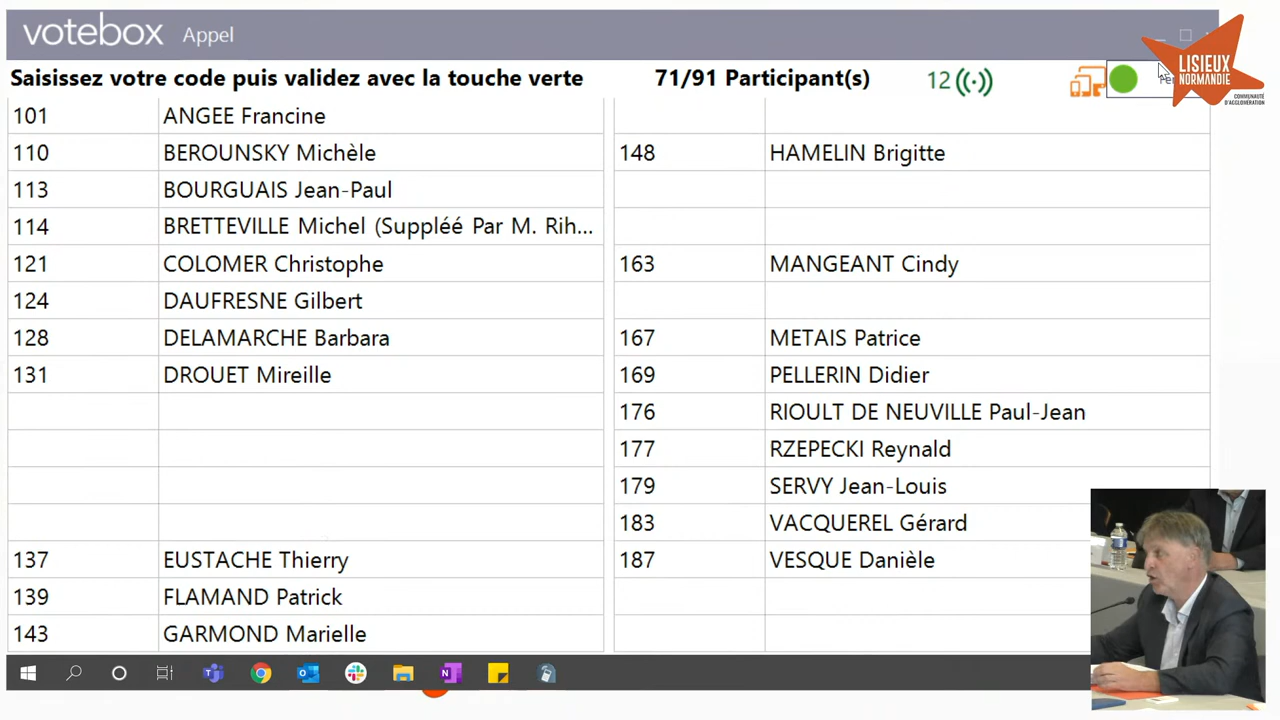 votebox Appel
LISIEUX
NORMANDIE
COMMUNAUTÉ
D'AGGLOMÉRATION
Saisissez votre code puis validez avec la touche verte 71/91 Participant(s) 12
101 ANGEE Francine
110 BEROUNSKY Michèle 148 HAMELIN Brigitte
113 BOURGUAIS Jean-Paul
114 BRETTEVILLE Michel (Suppléé Par M. Rih...
121 COLOMER Christophe 163 MANGEANT Cindy
124 DAUFRESNE Gilbert
128 DELAMARCHE Barbara 167 METAIS Patrice
131 DROUET Mireille 169 PELLERIN Didier
176 RIOULT DE NEUVILLE Paul-Jean
177 RZEPECKI Reynald
179 SERVY Jean-Louis
183 VACQUEREL Gérard
137 EUSTACHE Thierry 187 VESQUE Danièle
139 FLAMAND Patrick
143 GARMOND Marielle